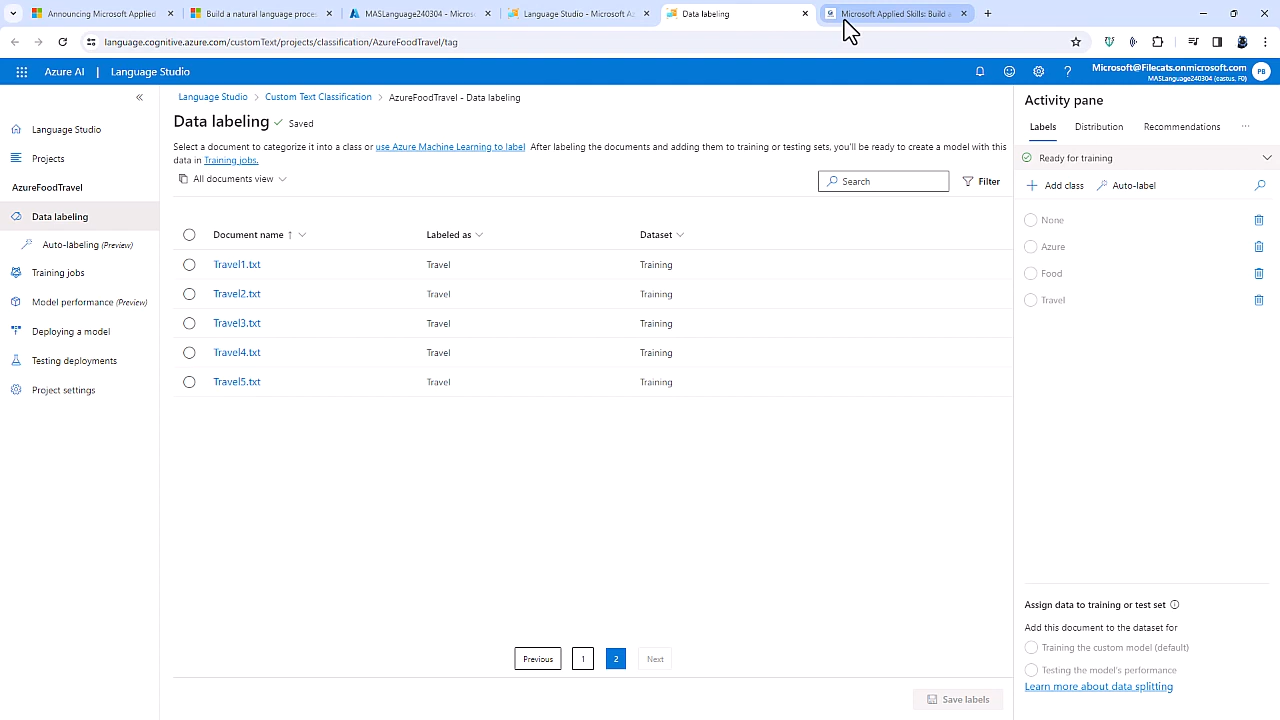 Announcing Microsoft Applied
Build a natural language proce
MASLanguage240304 - Micros
Language Studio - Microsoft Az
Data labeling
Microsoft Applied Skills: Build a
language.cognitive.azure.com/customText/projects/classification/AzureFoodTravel/tag
Azure AI | Language Studio
Microsoft@Filecats.onmicrosoft.com
MASLanguage240304 (eastus, F0)
PB
Language Studio > Custom Text Classification > AzureFoodTravel - Data labeling
Data labeling Saved
Select a document to categorize it into a class or use Azure Machine Learning to label After labeling the documents and adding them to training or testing sets, you'll be ready to create a model with this
data in Training jobs.
All documents view
Search
Filter
Language Studio
Projects
AzureFoodTravel
Data labeling
Auto-labeling (Preview)
Training jobs
Model performance (Preview)
Deploying a model
Testing deployments
Project settings
Document name ↑ Labeled as Dataset
Travel1.txt Travel Training
Travel2.txt Travel Training
Travel3.txt Travel Training
Travel4.txt Travel Training
Travel5.txt Travel Training
Previous 1 2 Next
Save labels
Activity pane
Labels Distribution Recommendations ...
Ready for training
Add class Auto-label
None
Azure
Food
Travel
Assign data to training or test set
Add this document to the dataset for
Training the custom model (default)
Testing the model's performance
Learn more about data splitting